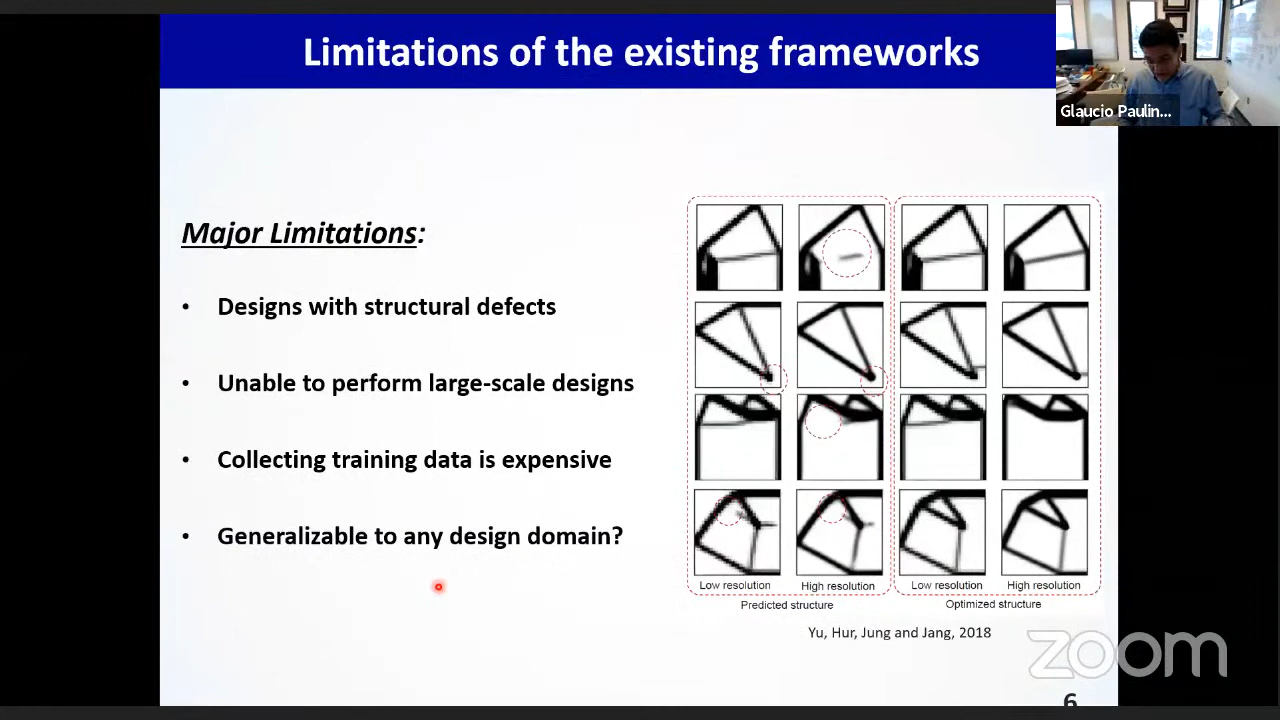 Limitations of the existing frameworks
Glaucio Paulin...
Major Limitations:
• Designs with structural defects
• Unable to perform large-scale designs
• Collecting training data is expensive
• Generalizable to any design domain?
Low resolution High resolution Low resolution High resolution
Predicted structure Optimized structure
Yu, Hur, Jung and Jang, 2018
zoom
6